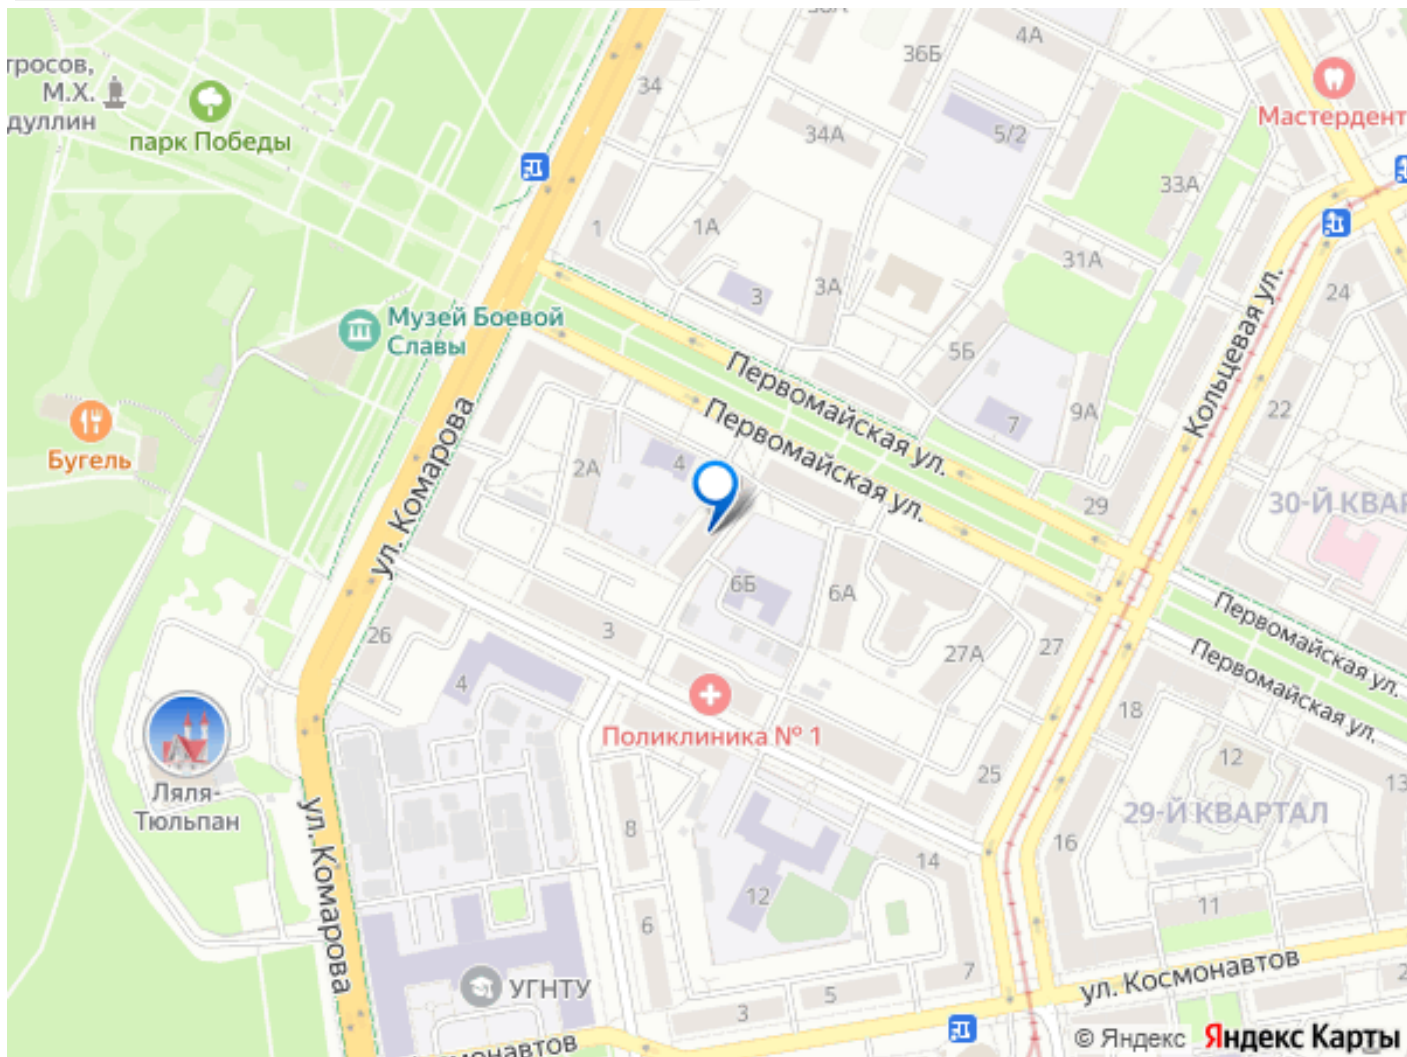 тросов,
М.Х.
дуллин
парк Победы
34
36Б
4А
Мастердент
34А
5/2
33А
1
1А
3
3А
31А
24
Музей Боевой
Славы
5Б
7
9А
22
Кольцевая ул.
Первомайская ул.
Первомайская ул.
Бугель
ул. Комарова
2А
4
29
30-Й КВАР
6Б
6А
26
3
27А
27
Первомайская ул.
Первомайская ул.
4
Поликлиника № 1
18
12
25
13
29-Й КВАРТАЛ
Ляля-
Тюльпан
ул. Комарова
8
14
16
12
11
6
7
УГНТУ
5
3
2
ул. Космонавтов
смонавтов
© Яндекс Яндекс Карты